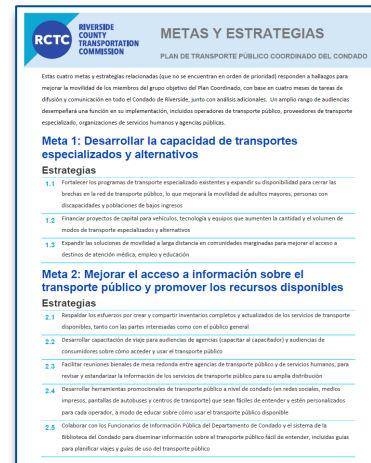 RCTC
RIVERSIDE
COUNTY
TRANSPORTATION
COMMISSION
METAS Y ESTRATEGIAS
PLAN DE TRANSPORTE PÚBLICO COORDINADO DEL CONDADO
Estas cuatro metas y estrategias relacionadas (que no se encuentran en orden de prioridad) responden a hallazgos para
mejorar la movilidad de los miembros del grupo objetivo del Plan Coordinado, con base en cuatro meses de tareas de
difusión y comunicación en todo el Condado de Riverside, junto con análisis adicionales. Un amplio rango de audiencias
desempeñará una función en su implementación, incluidos operadores de transporte público, proveedores de transporte
especializado, organizaciones de servicios humanos y agencias públicas.
Meta 1: Desarrollar la capacidad de transportes
especializados y alternativos
Estrategias
1.1 Fortalecer los programas de transporte especializado existentes y expandir su disponibilidad para cerrar las
brechas en la red de transporte público, lo que mejorará la movilidad de adultos mayores, personas con
discapacidades y poblaciones de bajos ingresos
1.2 Financiar proyectos de capital para vehículos, tecnología y equipos que aumenten la cantidad y el volumen de
modos de transporte especializados y alternativos
1.3 Expandir las soluciones de movilidad a larga distancia en comunidades marginadas para mejorar el acceso a
destinos de atención médica, empleo y educación
Meta 2: Mejorar el acceso a información sobre el
transporte público y promover los recursos disponibles
Estrategias
2.1 Respaldar los esfuerzos por crear y compartir inventarios completos y actualizados de los servicios de transporte
disponibles, tanto con las partes interesadas como con el público general
2.2 Desarrollar capacitación de viaje para audiencias de agencias (capacitar al capacitador) y audiencias de
consumidores sobre cómo acceder y usar el transporte público
2.3 Facilitar reuniones bienales de mesa redonda entre agencias de transporte público y de servicios humanos, para
revisar y estandarizar la información de los servicios de transporte público para su amplia distribución
2.4 Desarrollar herramientas promocionales de transporte público a nivel de condado (en redes sociales, medios
impresos, pantallas de autobuses y centros de transporte) que sean fáciles de entender y estén personalizados
para cada operador, a modo de educar sobre cómo usar el transporte público disponible
2.5 Colaborar con los Funcionarios de Información Pública del Departamento de Condado y el sistema de la
Biblioteca del Condado para diseminar información sobre el transporte público fácil de entender, incluidas guías
para planificar viajes y guías de uso del transporte público